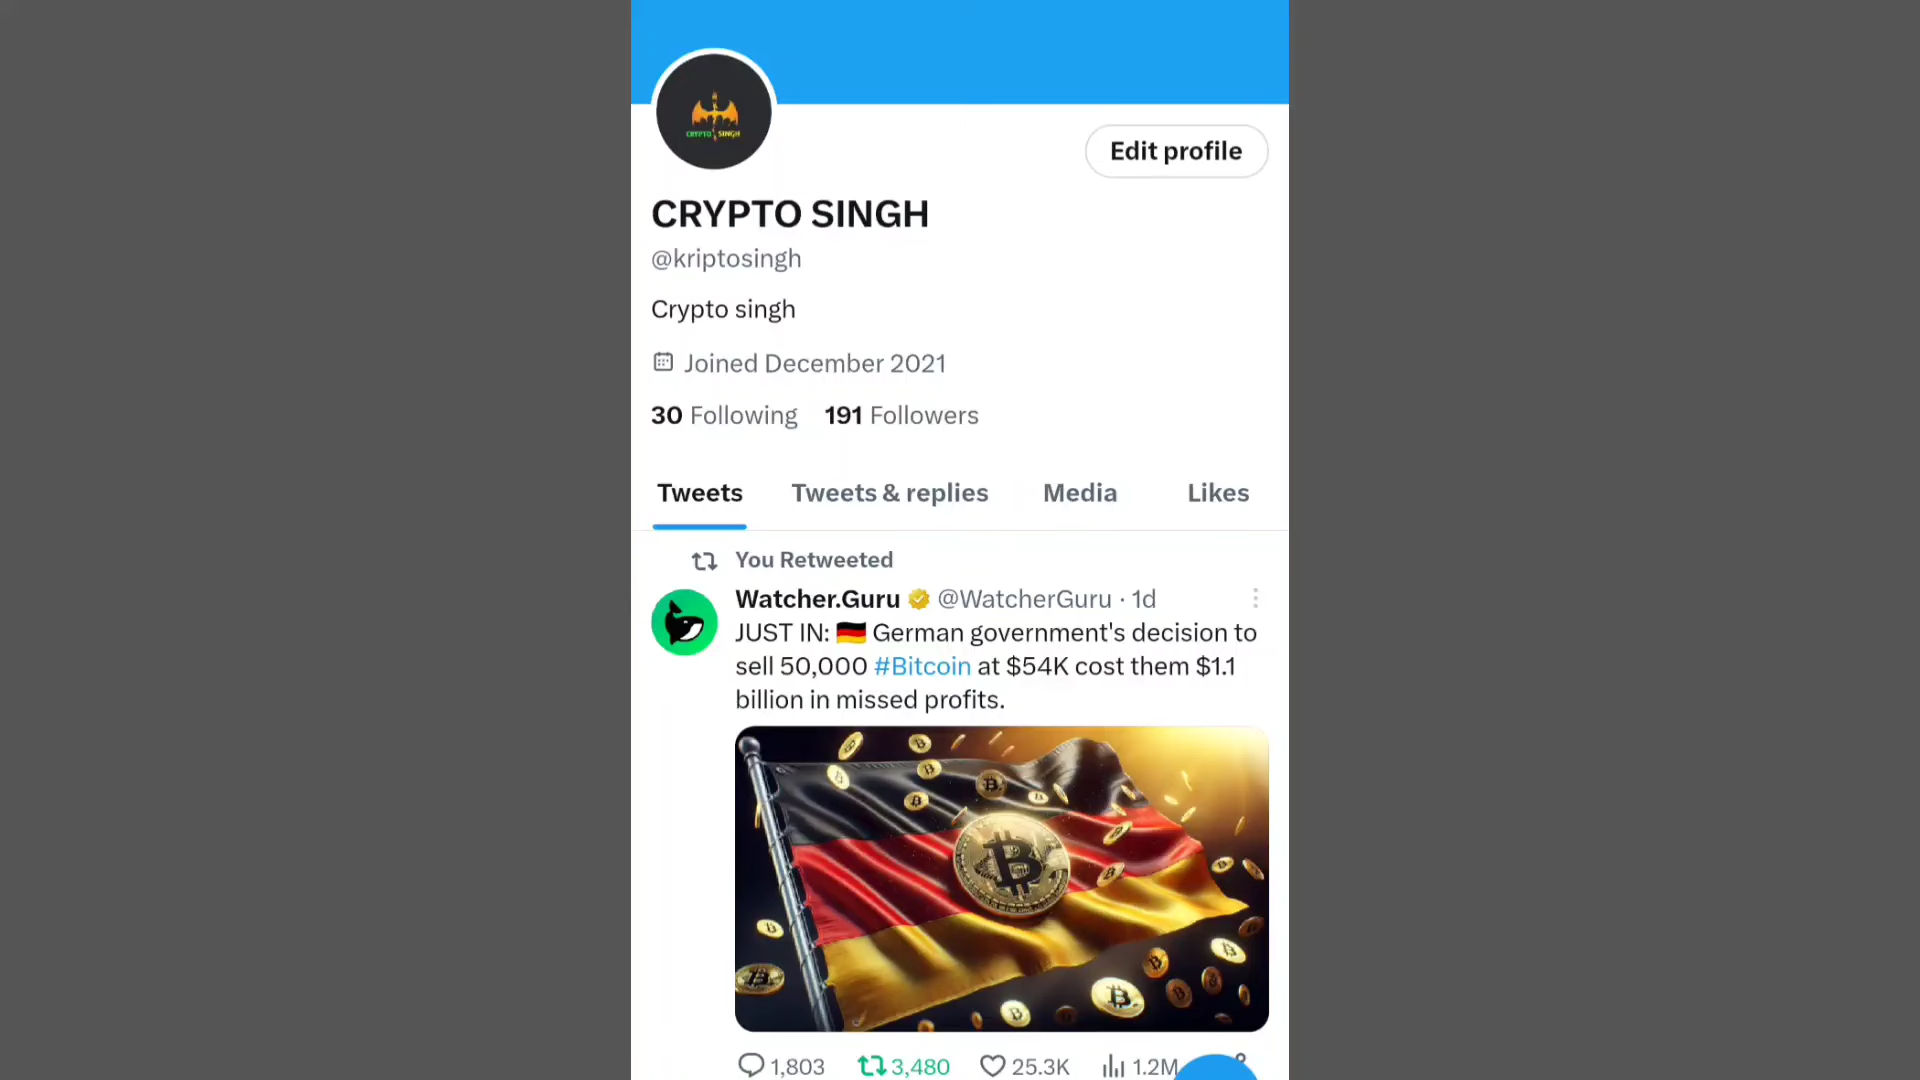 CRYPTO SINGH
Edit profile
CRYPTO SINGH
@kriptosingh
Crypto singh
Joined December 2021
30 Following 191 Followers
Tweets Tweets & replies Media Likes
You Retweeted
Watcher.Guru @WatcherGuru · 1d
JUST IN: 🇩🇪 German government's decision to
sell 50,000 #Bitcoin at $54K cost them $1.1
billion in missed profits.
1,803 3,480 25.3K 1.2M